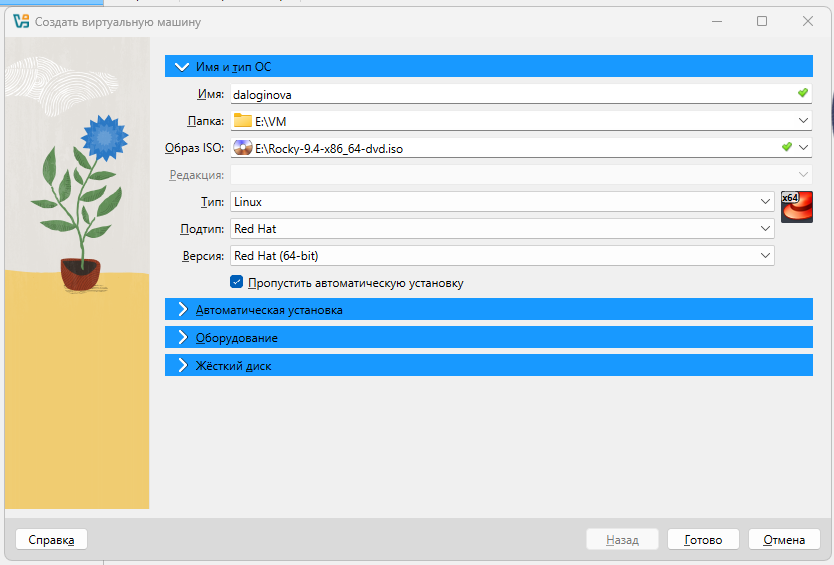 Создать виртуальную машину
Имя и тип ОС
Имя: daloginova
Папка: E:\VM
Образ ISO: E:\Rocky-9.4-x86_64-dvd.iso
Редакция:
Тип: Linux
x64
Подтип: Red Hat
Версия: Red Hat (64-bit)
Пропустить автоматическую установку
Автоматическая установка
Оборудование
Жёсткий диск
Справка Назад Готово Отмена